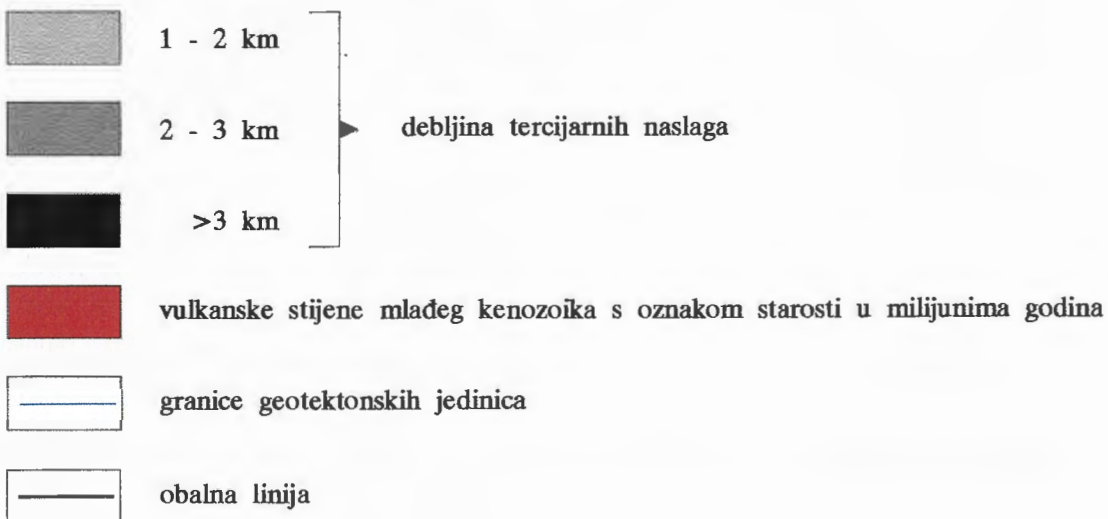 1 - 2 km
2 - 3 km
debljina tercijarnih naslaga
>3 km
vulkanske stijene mlađeg kenozoika s oznakom starosti u milijunima godina
granice geotektonskih jedinica
obalna linija